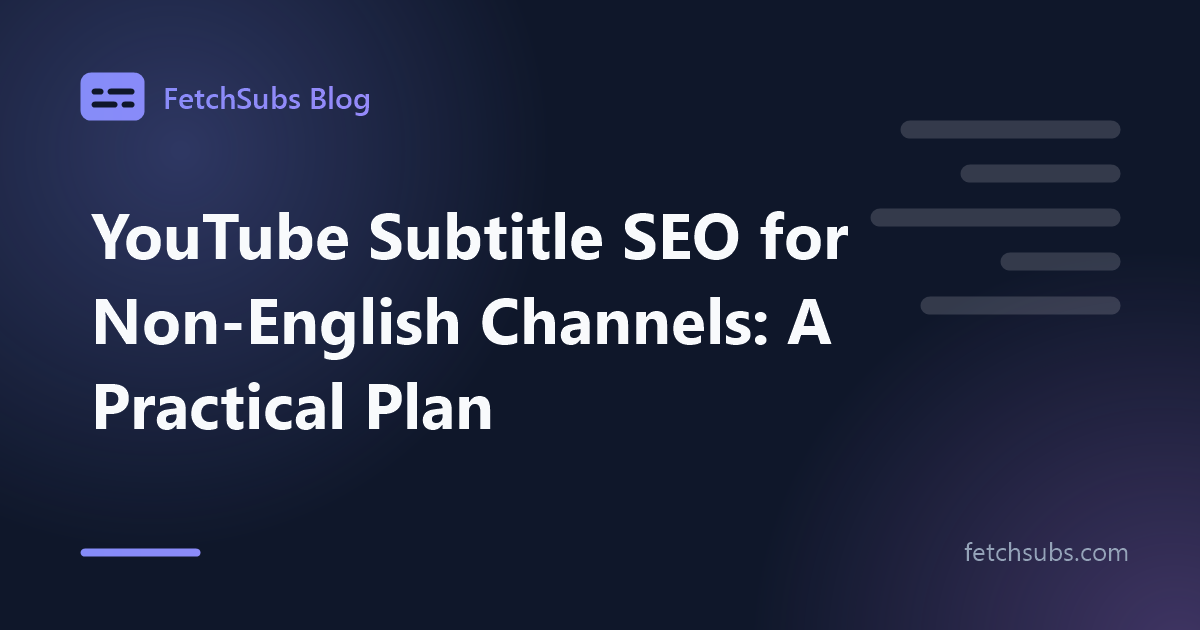 FetchSubs Blog
YouTube Subtitle SEO for
Non-English Channels: A
Practical Plan
fetchsubs.com